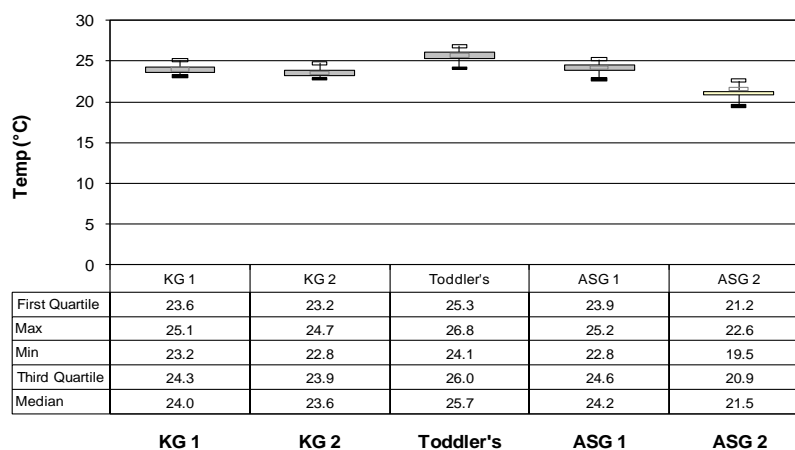 30
25
20
15
10
5
0
Temp (°C)
KG 1 KG 2 Toddler's ASG 1 ASG 2
First Quartile 23.6 23.2 25.3 23.9 21.2
Max 25.1 24.7 26.8 25.2 22.6
Min 23.2 22.8 24.1 22.8 19.5
Third Quartile 24.3 23.9 26.0 24.6 20.9
Median 24.0 23.6 25.7 24.2 21.5
KG 1 KG 2 Toddler's ASG 1 ASG 2